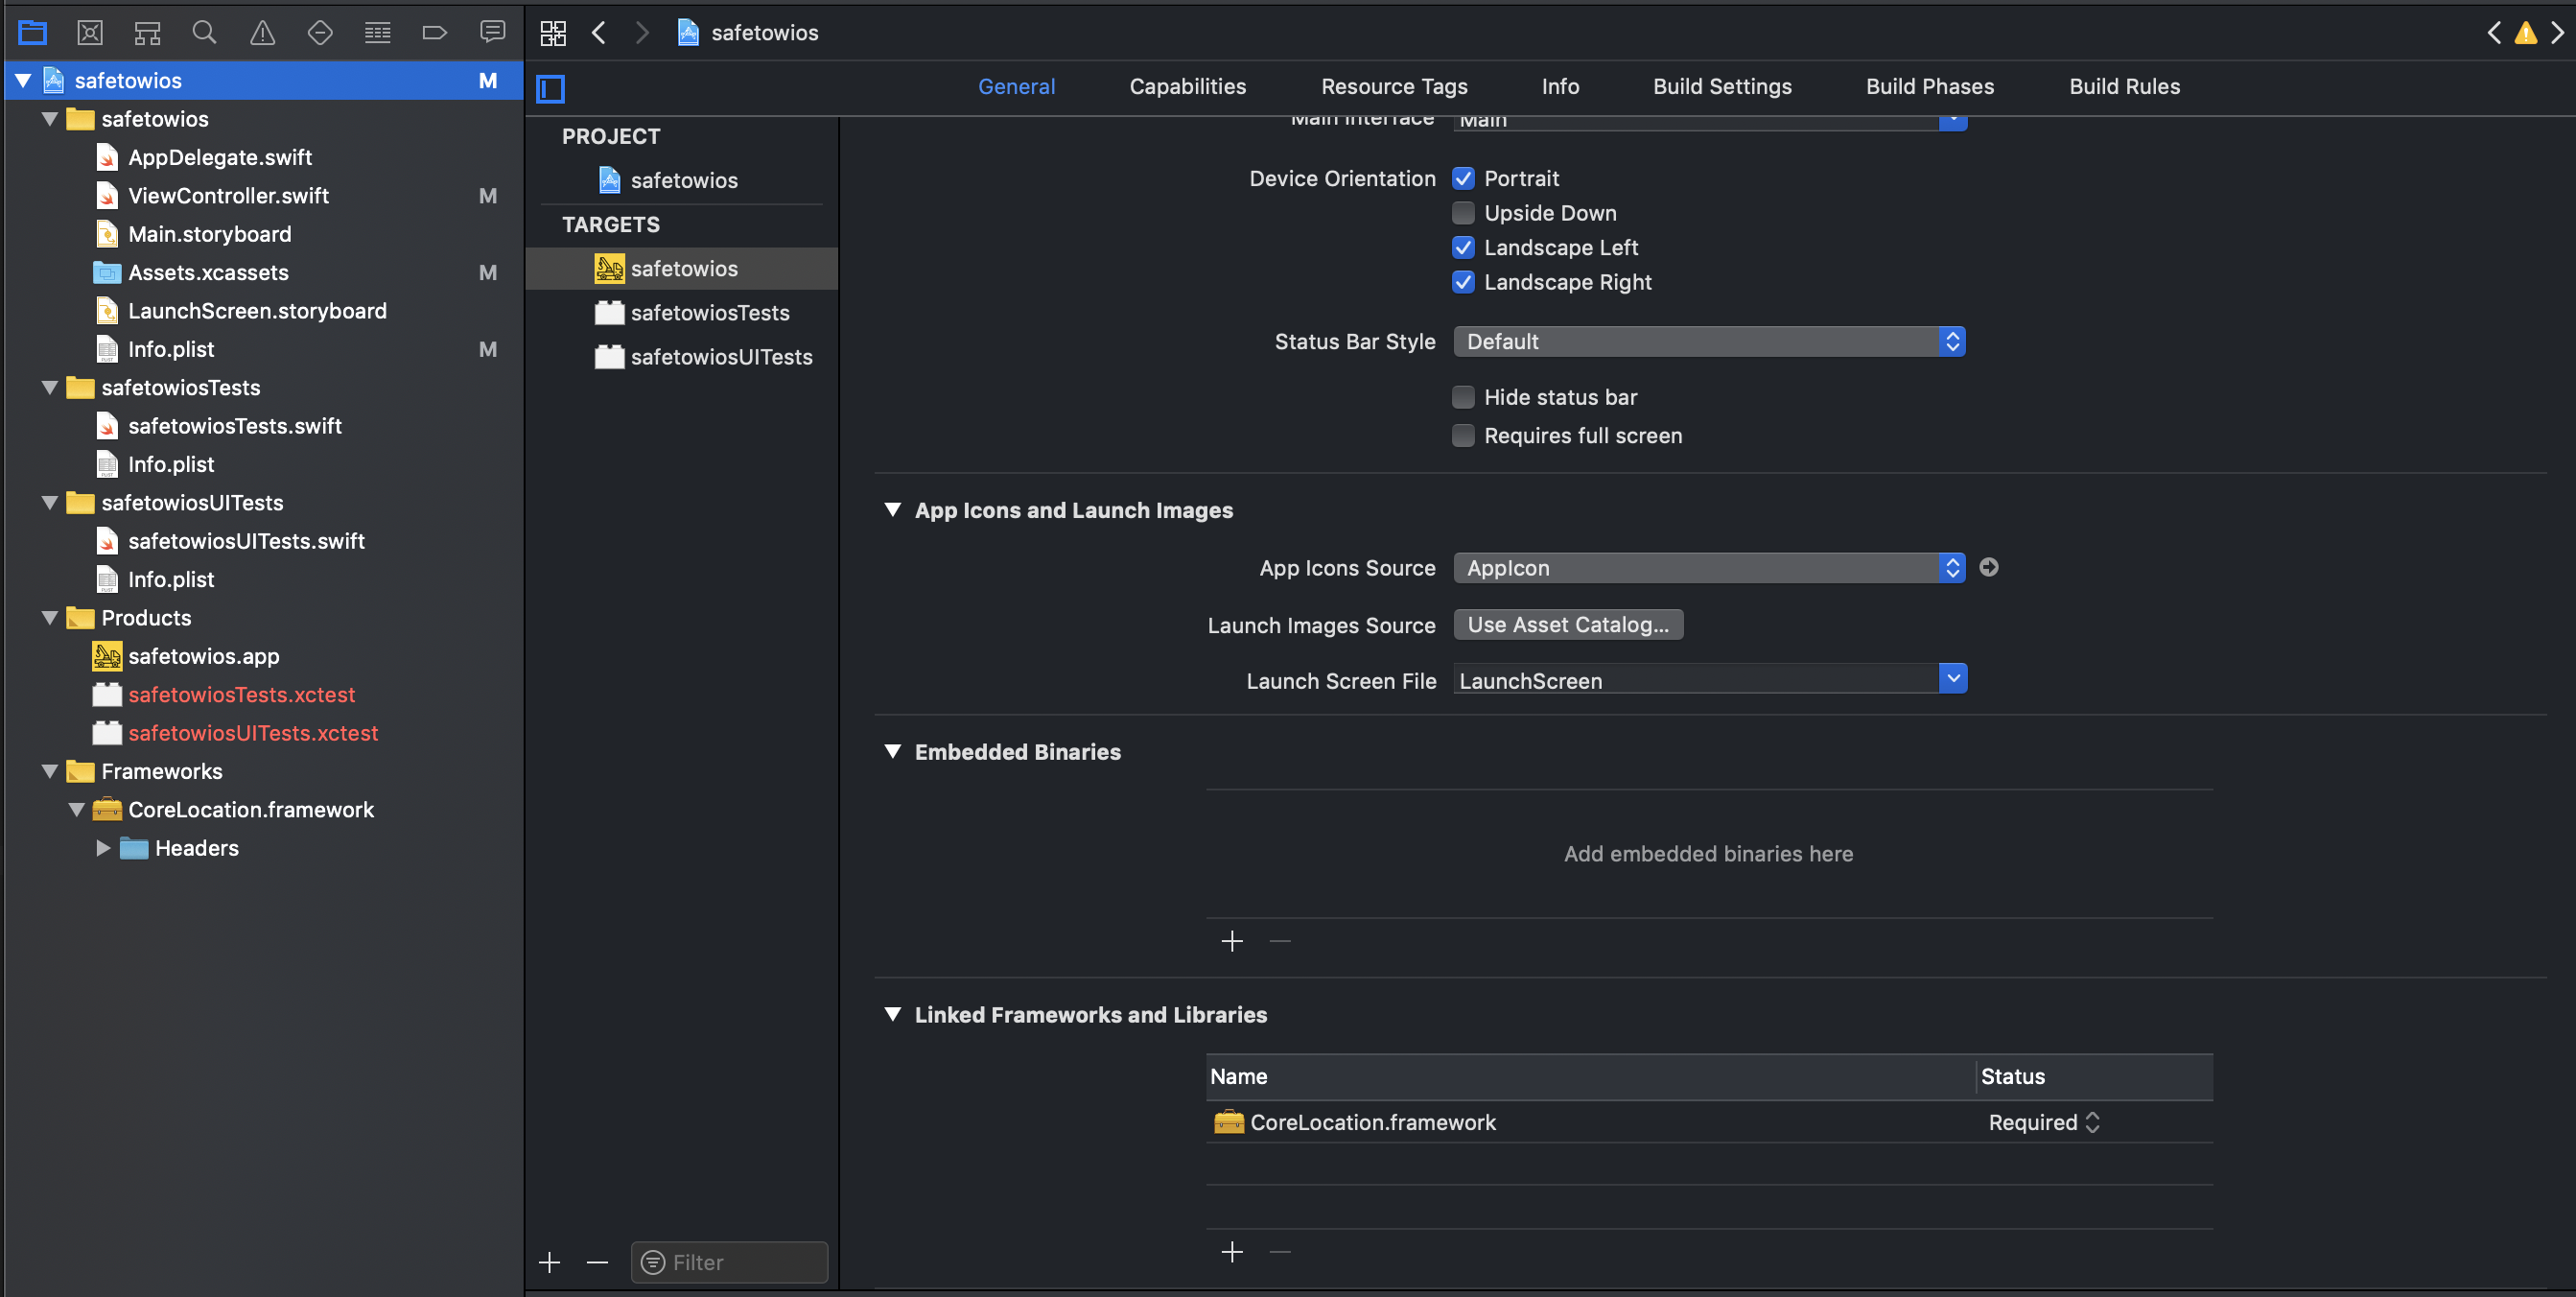 safetowios
General
Capabilities
Resource Tags
Info
Build Settings
Build Phases
Build Rules
safetowios M
safetowios
AppDelegate.swift
ViewController.swift M
Main.storyboard
Assets.xcassets M
LaunchScreen.storyboard
Info.plist M
safetowiosTests
safetowiosTests.swift
Info.plist
safetowiosUITests
safetowiosUITests.swift
Info.plist
Products
safetowios.app
safetowiosTests.xctest
safetowiosUITests.xctest
Frameworks
CoreLocation.framework
Headers
PROJECT
safetowios
TARGETS
safetowios
safetowiosTests
safetowiosUITests
Filter
Main Interface Main
Device Orientation Portrait
Upside Down
Landscape Left
Landscape Right
Status Bar Style Default
Hide status bar
Requires full screen
App Icons and Launch Images
App Icons Source AppIcon
Launch Images Source Use Asset Catalog...
Launch Screen File LaunchScreen
Embedded Binaries
Add embedded binaries here
Linked Frameworks and Libraries
Name Status
CoreLocation.framework Required